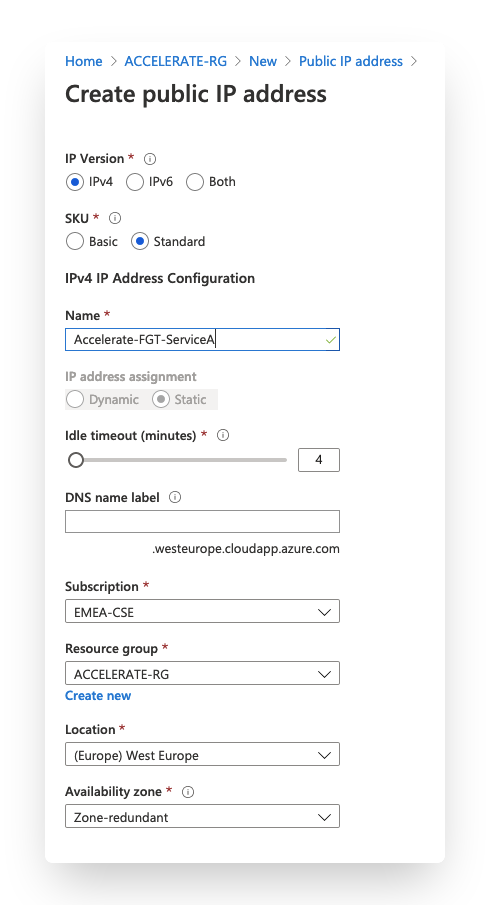 Home > ACCELERATE-RG > New > Public IP address >
Create public IP address
IP Version *
IPv4 IPv6 Both
SKU *
Basic Standard
IPv4 IP Address Configuration
Name *
Accelerate-FGT-ServiceA
IP address assignment
Dynamic Static
Idle timeout (minutes) *
4
DNS name label
.westeurope.cloudapp.azure.com
Subscription *
EMEA-CSE
Resource group *
ACCELERATE-RG
Create new
Location *
(Europe) West Europe
Availability zone *
Zone-redundant